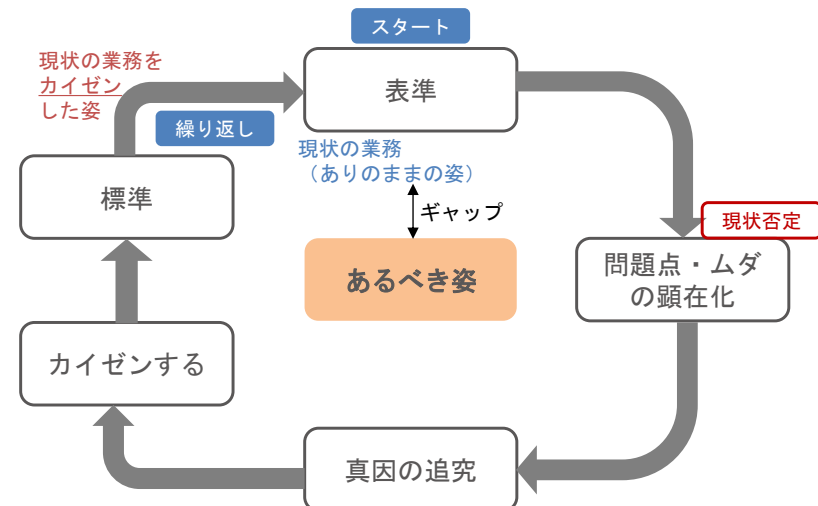 スタート
現状の業務を
カイゼン
した姿
表準
繰り返し
現状の業務
（ありのままの姿）
標準
ギャップ
現状否定
あるべき姿
問題点・ムダ
の顕在化
カイゼンする
真因の追究